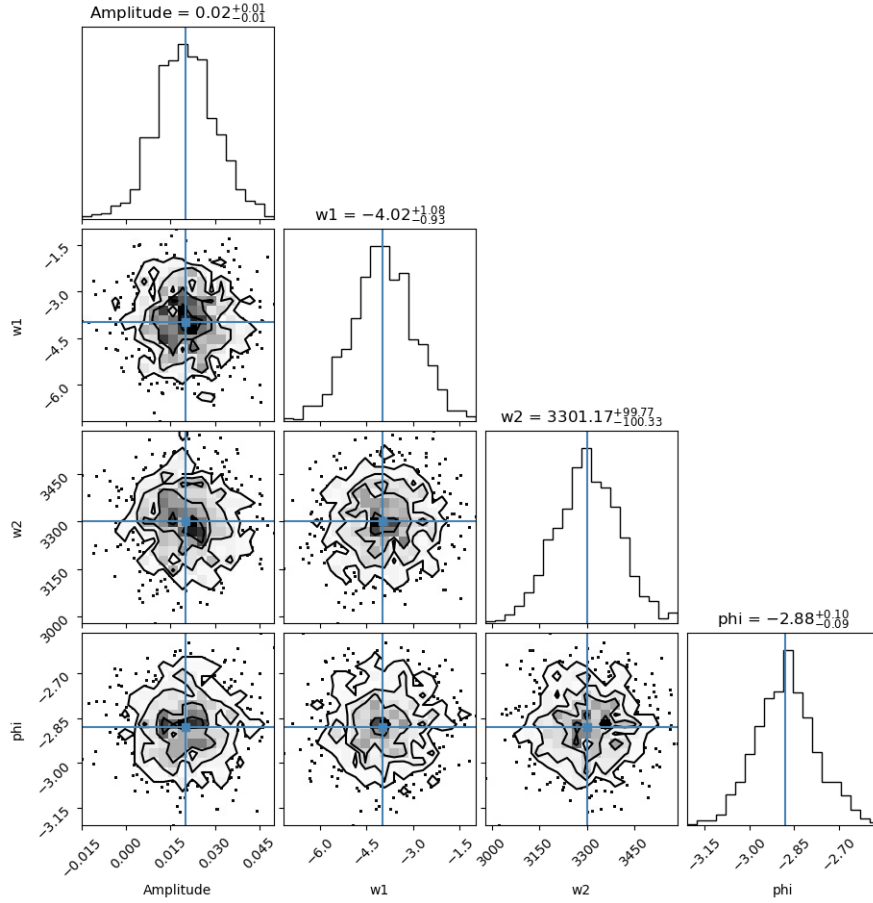 Amplitude = 0.02+0.01−0.01
w1 = −4.02+1.08−0.93
−1.5
−3.0
−4.5
−6.0
w1
w2 = 3301.17+99.77−100.33
3450
3300
3150
3000
w2
phi = −2.88+0.10−0.09
−2.70
−2.85
−3.00
−3.15
phi
−0.015 0.000 0.015 0.030 0.045 −6.0 −4.5 −3.0 −1.5 3000 3150 3300 3450 −3.15 −3.00 −2.85 −2.70
Amplitude w1 w2 phi